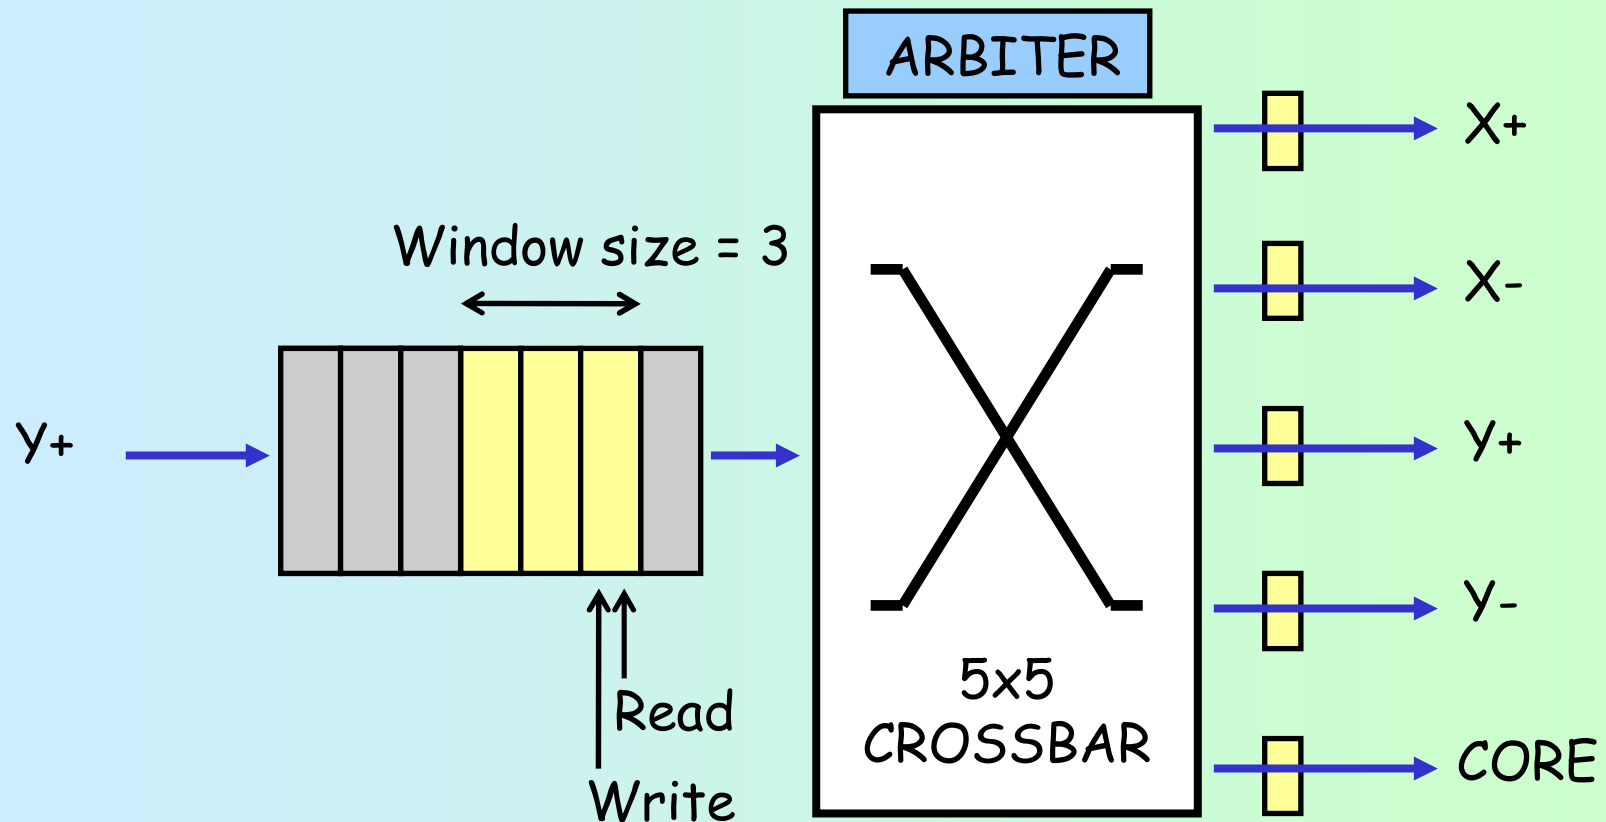 ARBITER
X+
Window size = 3
X-
Y+
Y+
Y-
5x5
CROSSBAR
Read
Write
CORE